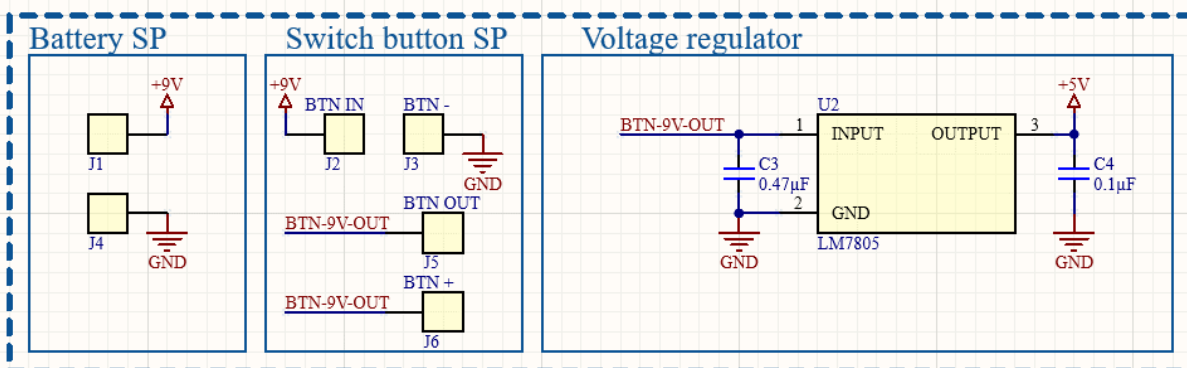 Battery SP
+9V
J1
J4
GND
Switch button SP
+9V
BTN IN
J2
BTN -
J3
GND
BTN OUT
BTN-9V-OUT
J5
BTN +
BTN-9V-OUT
J6
Voltage regulator
BTN-9V-OUT
C3
0.47µF
GND
U2
1
INPUT
OUTPUT
3
2
GND
LM7805
+5V
C4
0.1µF
GND